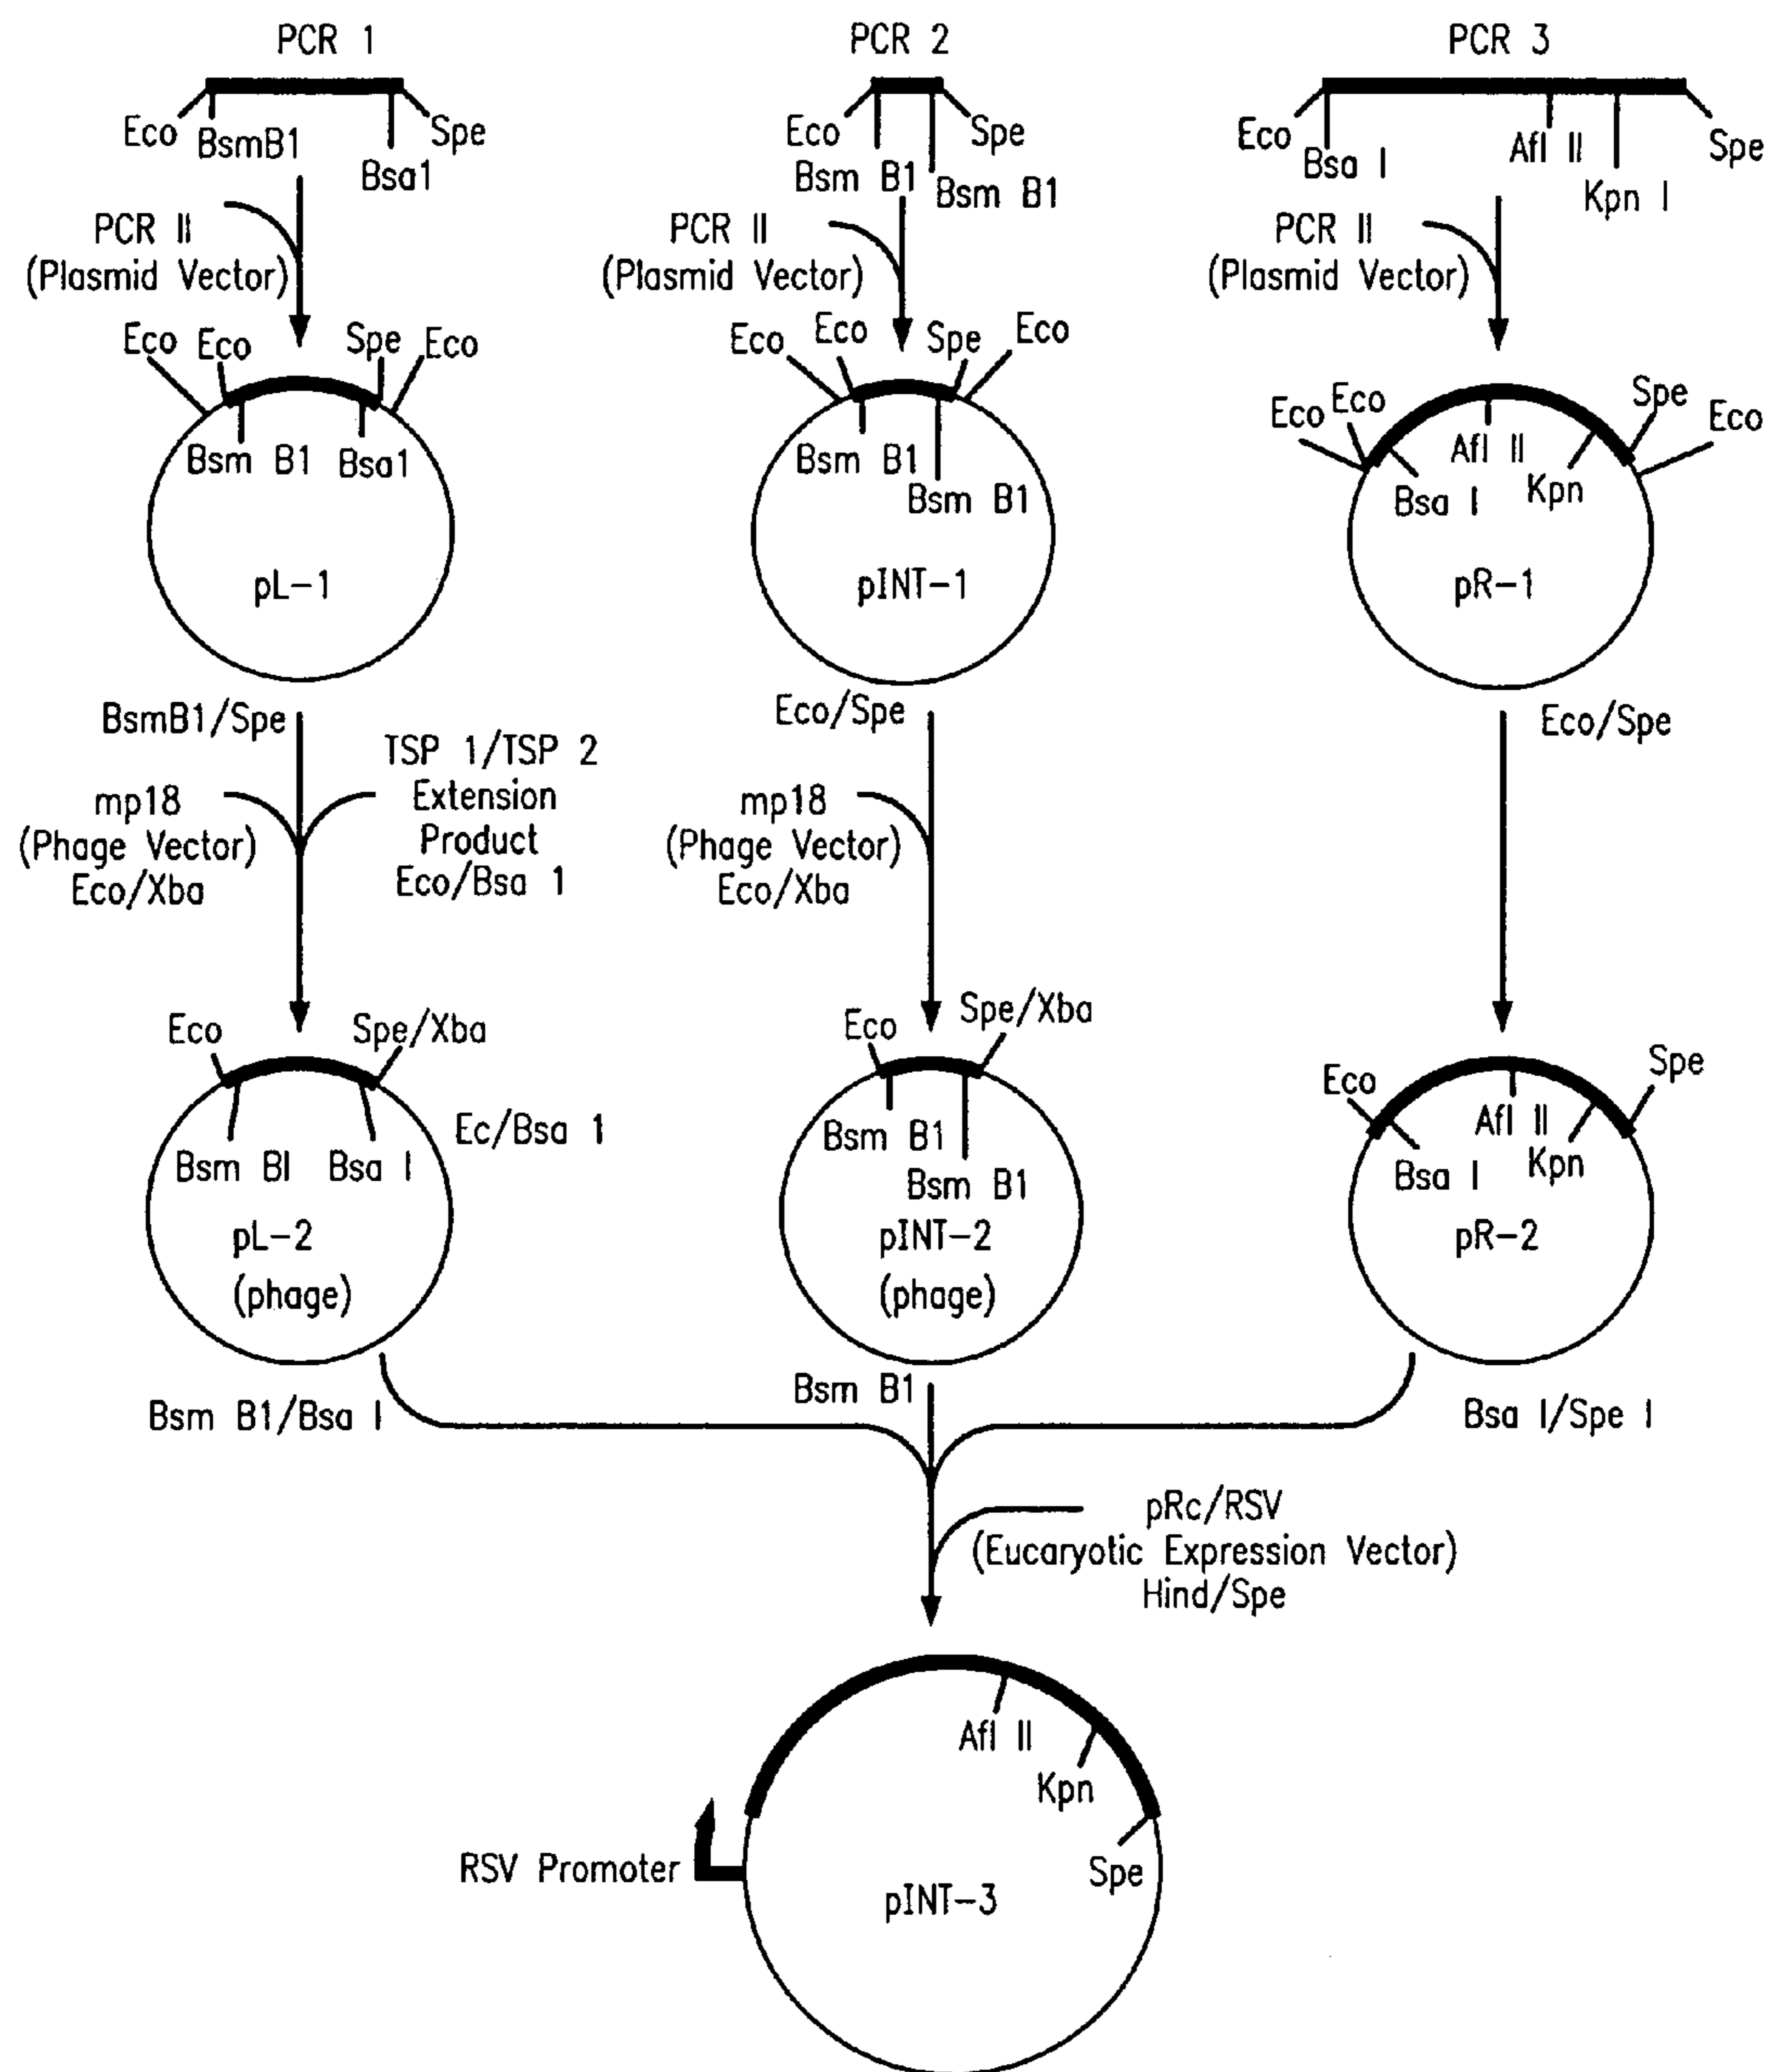 PCR 1
PCR 2
PCR 3
Eco
BsmB1
Bsa1
Spe
Eco
Bsm B1
Bsm B1
Spe
Eco
Bsa I
Afl II
Kpn I
Spe
PCR II
(Plasmid Vector)
PCR II
(Plasmid Vector)
PCR II
(Plasmid Vector)
Eco
Eco
Spe
Eco
Bsm B1
Bsa1
pL-1
Eco
Eco
Spe
Eco
Bsm B1
Bsm B1
pINT-1
Eco
Eco
Spe
Eco
Bsa I
Afl II
Kpn
pR-1
BsmB1/Spe
mp18
(Phage Vector)
Eco/Xba
TSP 1/TSP 2
Extension
Product
Eco/Bsa 1
Eco/Spe
mp18
(Phage Vector)
Eco/Xba
Eco/Spe
Eco
Spe/Xba
Bsm BI
Bsa I
Ec/Bsa 1
pL-2
(phage)
Eco
Spe/Xba
Bsm B1
Bsm B1
pINT-2
(phage)
Eco
Spe
Bsa I
Afl II
Kpn
pR-2
Bsm B1/Bsa I
Bsm B1
Bsa I/Spe I
pRc/RSV
(Eucaryotic Expression Vector)
Hind/Spe
Afl II
Kpn
Spe
RSV Promoter
pINT-3